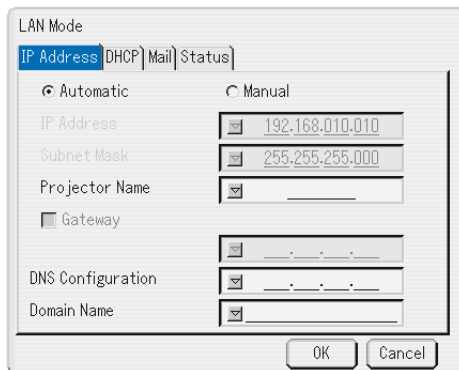 LAN Mode
IP Address DHCP Mail Status
Automatic Manual
IP Address 192.168.010.010
Subnet Mask 255.255.255.000
Projector Name
Gateway
DNS Configuration
Domain Name
OK Cancel